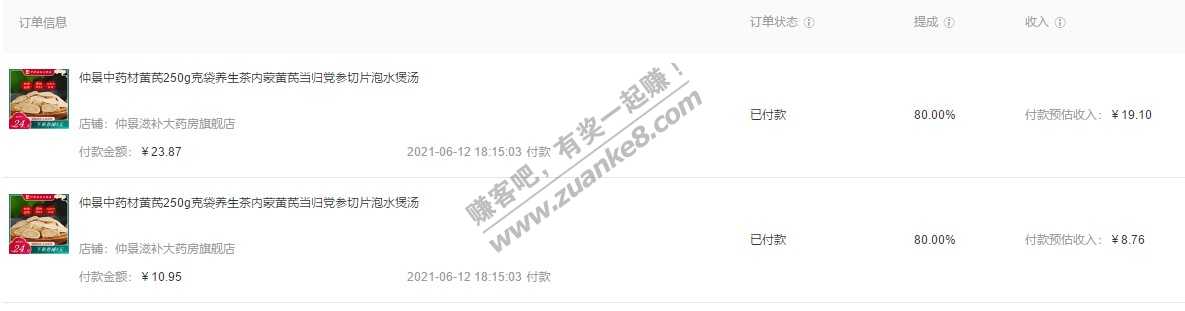 订单信息 订单状态 提成 收入
仲景中药材黄芪250g克袋养生茶内蒙黄芪当归党参切片泡水煲汤
店铺：仲景滋补大药房旗舰店
已付款 80.00% 付款预估收入：￥19.10
付款金额：￥23.87 2021-06-12 18:15:03 付款
仲景中药材黄芪250g克袋养生茶内蒙黄芪当归党参切片泡水煲汤
店铺：仲景滋补大药房旗舰店
已付款 80.00% 付款预估收入：￥8.76
付款金额：￥10.95 2021-06-12 18:15:03 付款
赚客吧，有奖一起赚！
www.zuanke8.com